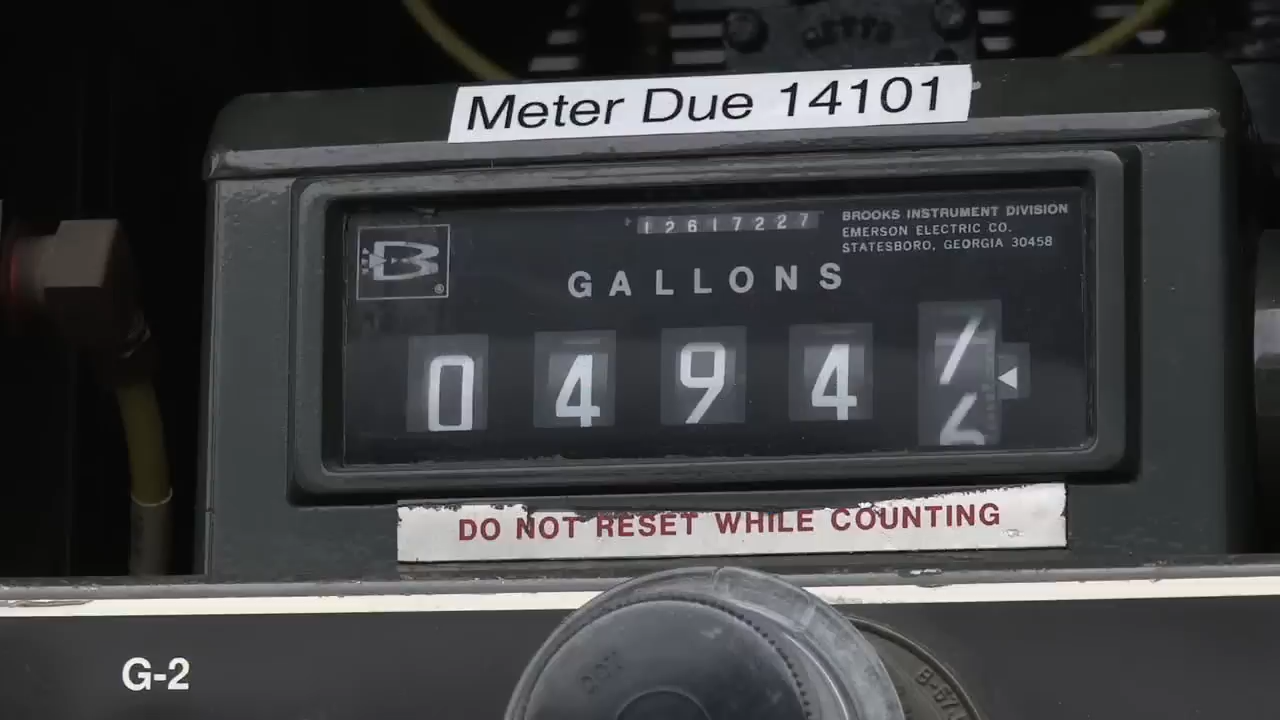 Meter Due 14101
12617227
BROOKS INSTRUMENT DIVISION
EMERSON ELECTRIC CO.
STATESBORO, GEORGIA 30458
B
®
GALLONS
0494
DO NOT RESET WHILE COUNTING
G-2